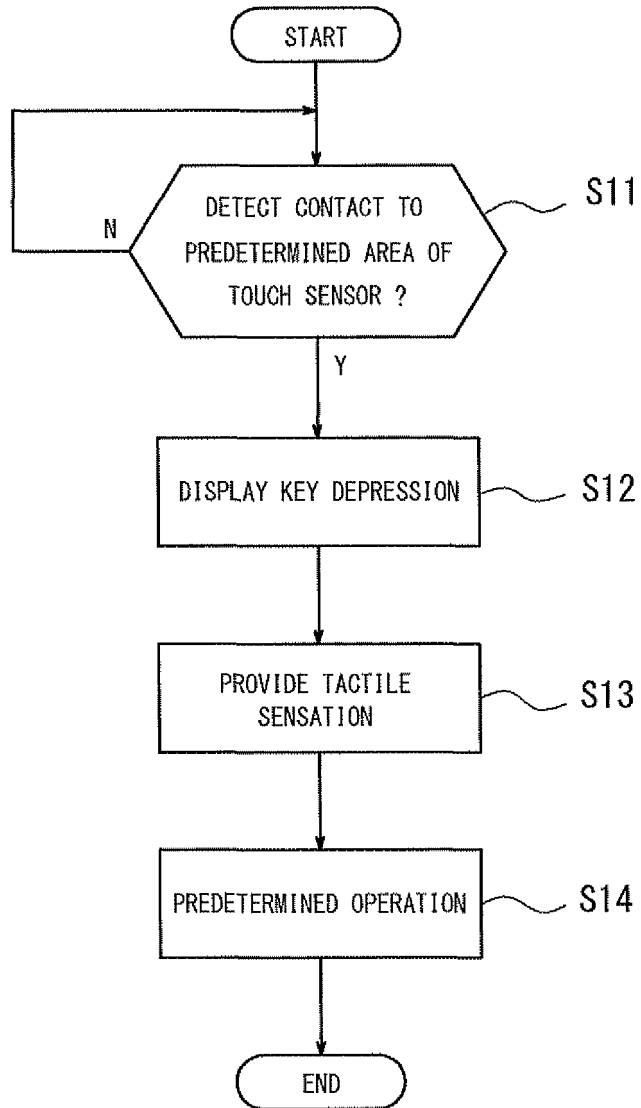 START
DETECT CONTACT TO
PREDETERMINED AREA OF
TOUCH SENSOR ?
S11
N
Y
DISPLAY KEY DEPRESSION
S12
PROVIDE TACTILE
SENSATION
S13
PREDETERMINED OPERATION
S14
END